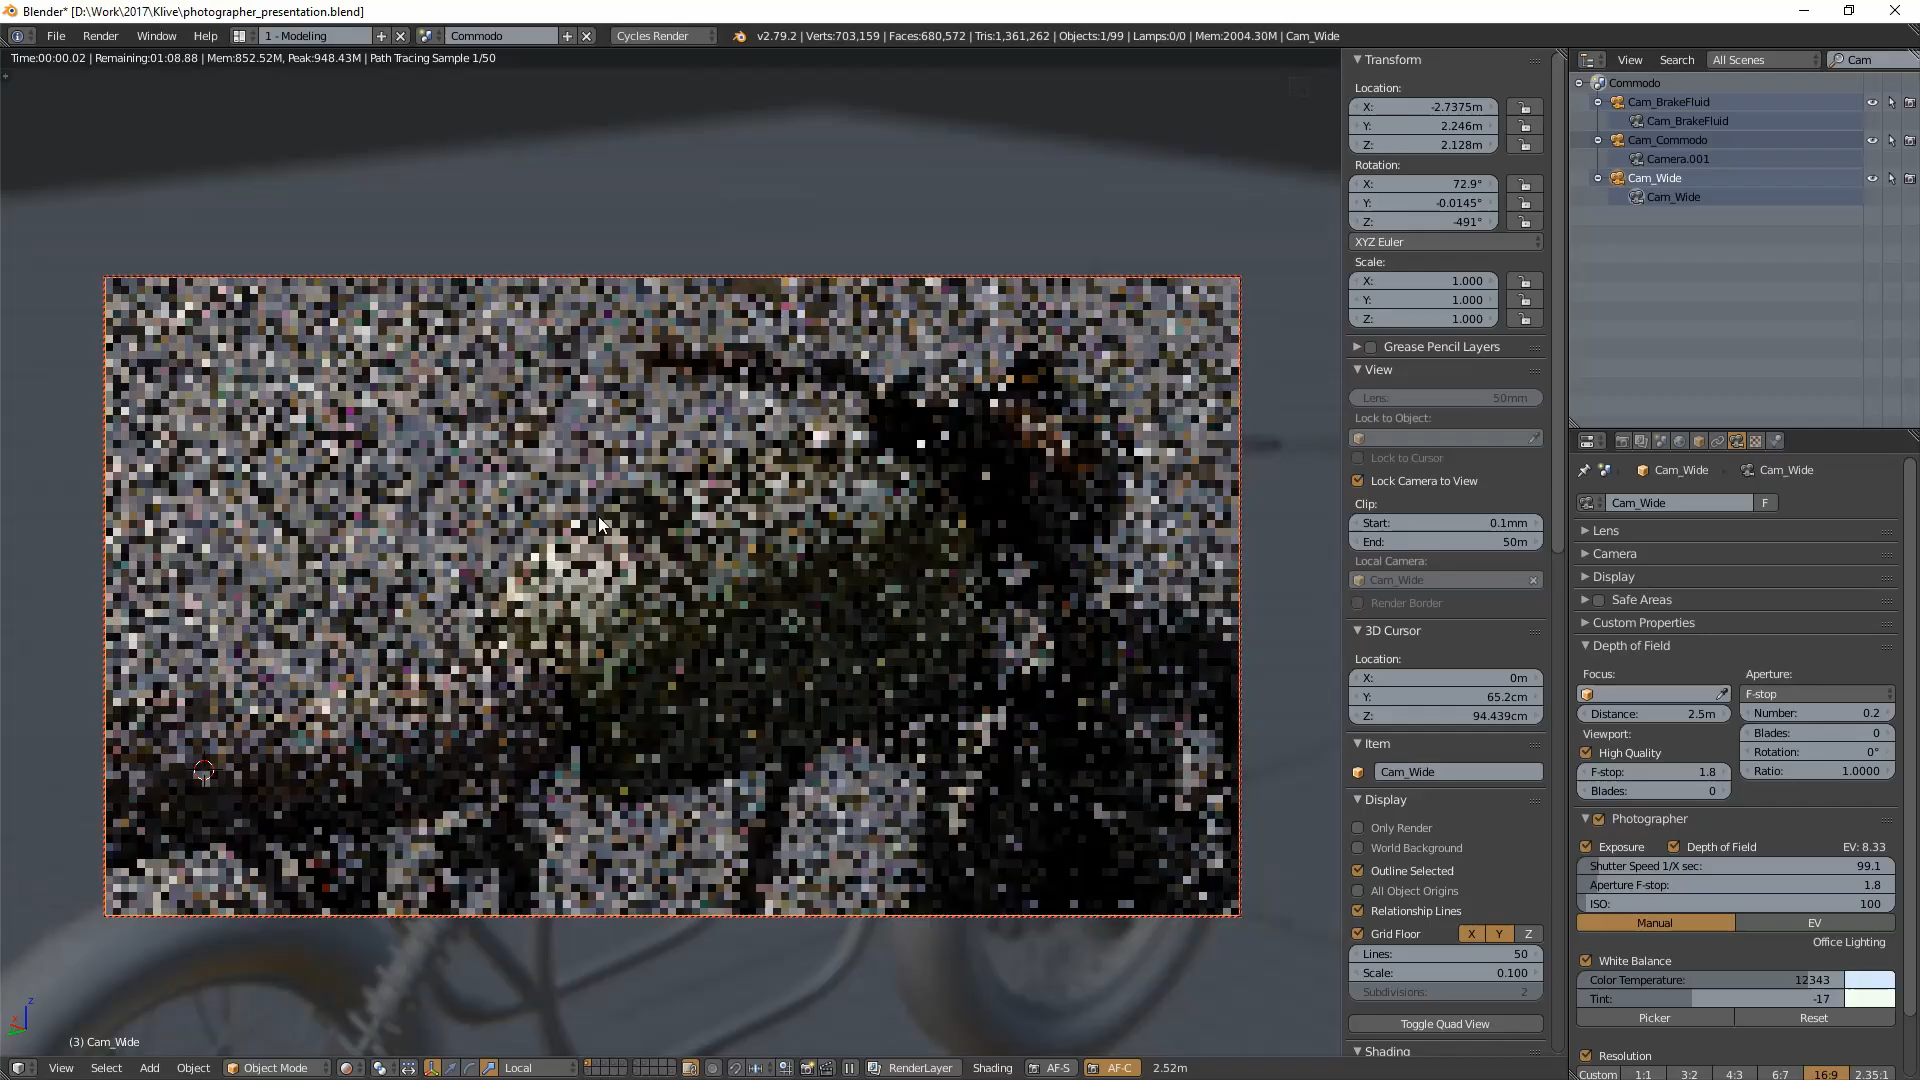 Blender* [D:\Work\2017\Klive\photographer_presentation.blend]
File Render Window Help 1 - Modeling Commodo Cycles Render v2.79.2 | Verts:703,159 | Faces:680,572 | Tris:1,361,262 | Objects:1/99 | Lamps:0/0 | Mem:2004.30M | Cam_Wide
Time:00:00.02 | Remaining:01:08.88 | Mem:852.52M, Peak:948.43M | Path Tracing Sample 1/50
(3) Cam_Wide
View Select Add Object Object Mode Local RenderLayer Shading AF-S AF-C 2.52m
Transform
Location:
X: -2.7375m
Y: 2.246m
Z: 2.128m
Rotation:
X: 72.9°
Y: -0.0145°
Z: -491°
XYZ Euler
Scale:
X: 1.000
Y: 1.000
Z: 1.000
Grease Pencil Layers
View
Lens: 50mm
Lock to Object:
Lock to Cursor
Lock Camera to View
Clip:
Start: 0.1mm
End: 50m
Local Camera:
Cam_Wide
Render Border
3D Cursor
Location:
X: 0m
Y: 65.2cm
Z: 94.439cm
Item
Cam_Wide
Display
Only Render
World Background
Outline Selected
All Object Origins
Relationship Lines
Grid Floor X Y Z
Lines: 50
Scale: 0.100
Subdivisions: 2
Toggle Quad View
Shading
View Search All Scenes Cam
Commodo
Cam_BrakeFluid
Cam_BrakeFluid
Cam_Commodo
Camera.001
Cam_Wide
Cam_Wide
Cam_Wide Cam_Wide
Cam_Wide F
Lens
Camera
Display
Safe Areas
Custom Properties
Depth of Field
Focus: Aperture:
F-stop
Distance: 2.5m Number: 0.2
Viewport: Blades: 0
High Quality Rotation: 0°
F-stop: 1.8 Ratio: 1.0000
Blades: 0
Photographer
Exposure Depth of Field EV: 8.33
Shutter Speed 1/X sec: 99.1
Aperture F-stop: 1.8
ISO: 100
Manual EV
Office Lighting
White Balance
Color Temperature: 12343
Tint: -17
Picker Reset
Resolution
Custom 1:1 3:2 4:3 6:7 16:9 2.35:1